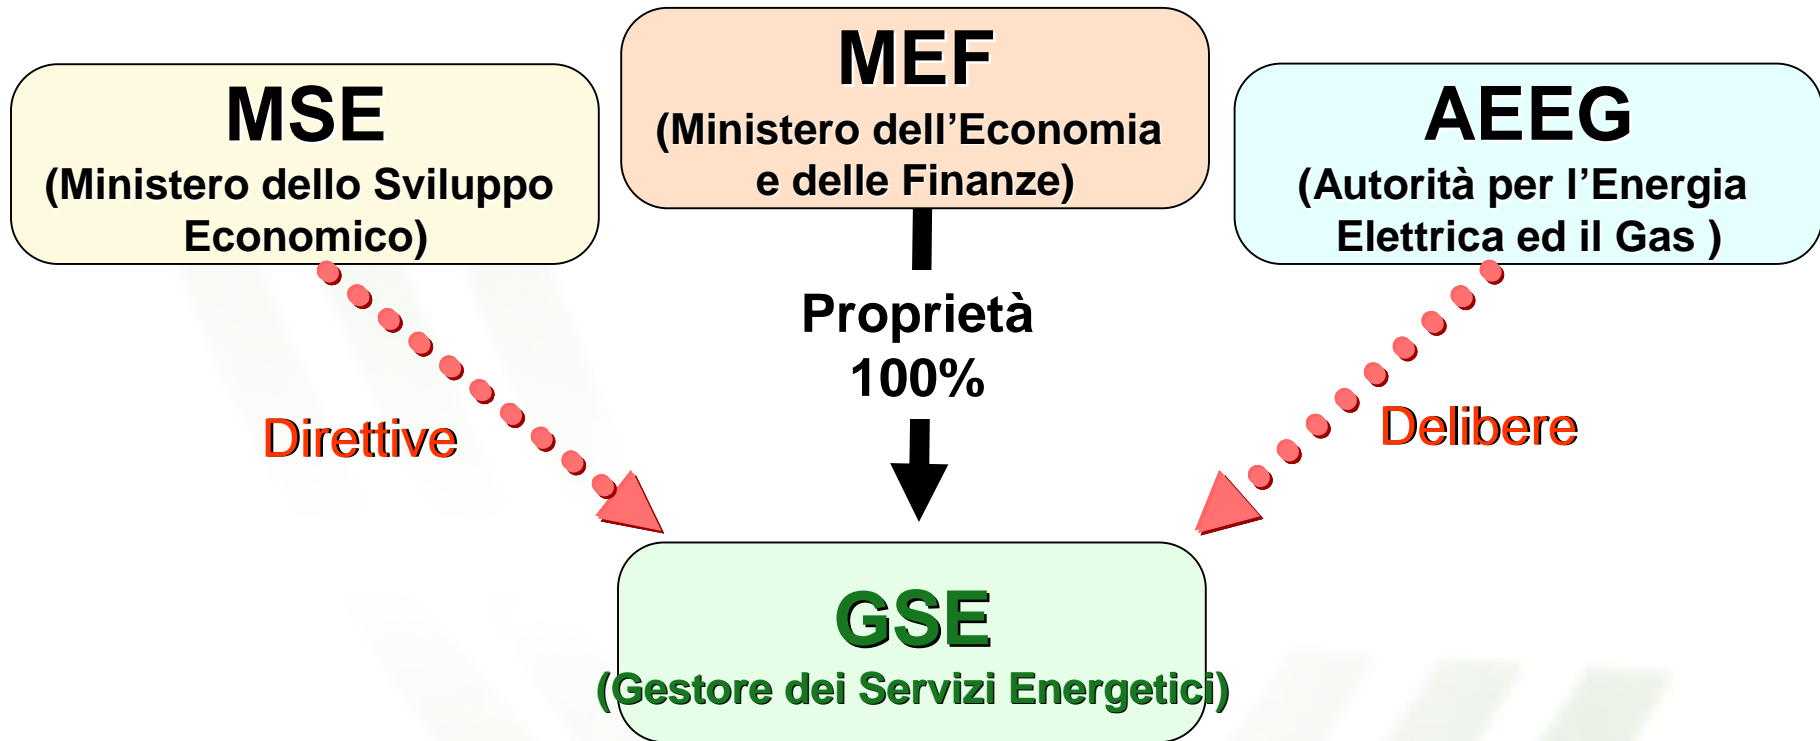 MSE
(Ministero dello Sviluppo
Economico)
MEF
(Ministero dell’Economia
e delle Finanze)
AEEG
(Autorità per l’Energia
Elettrica ed il Gas )
Proprietà
100%
Direttive
Delibere
GSE
(Gestore dei Servizi Energetici)